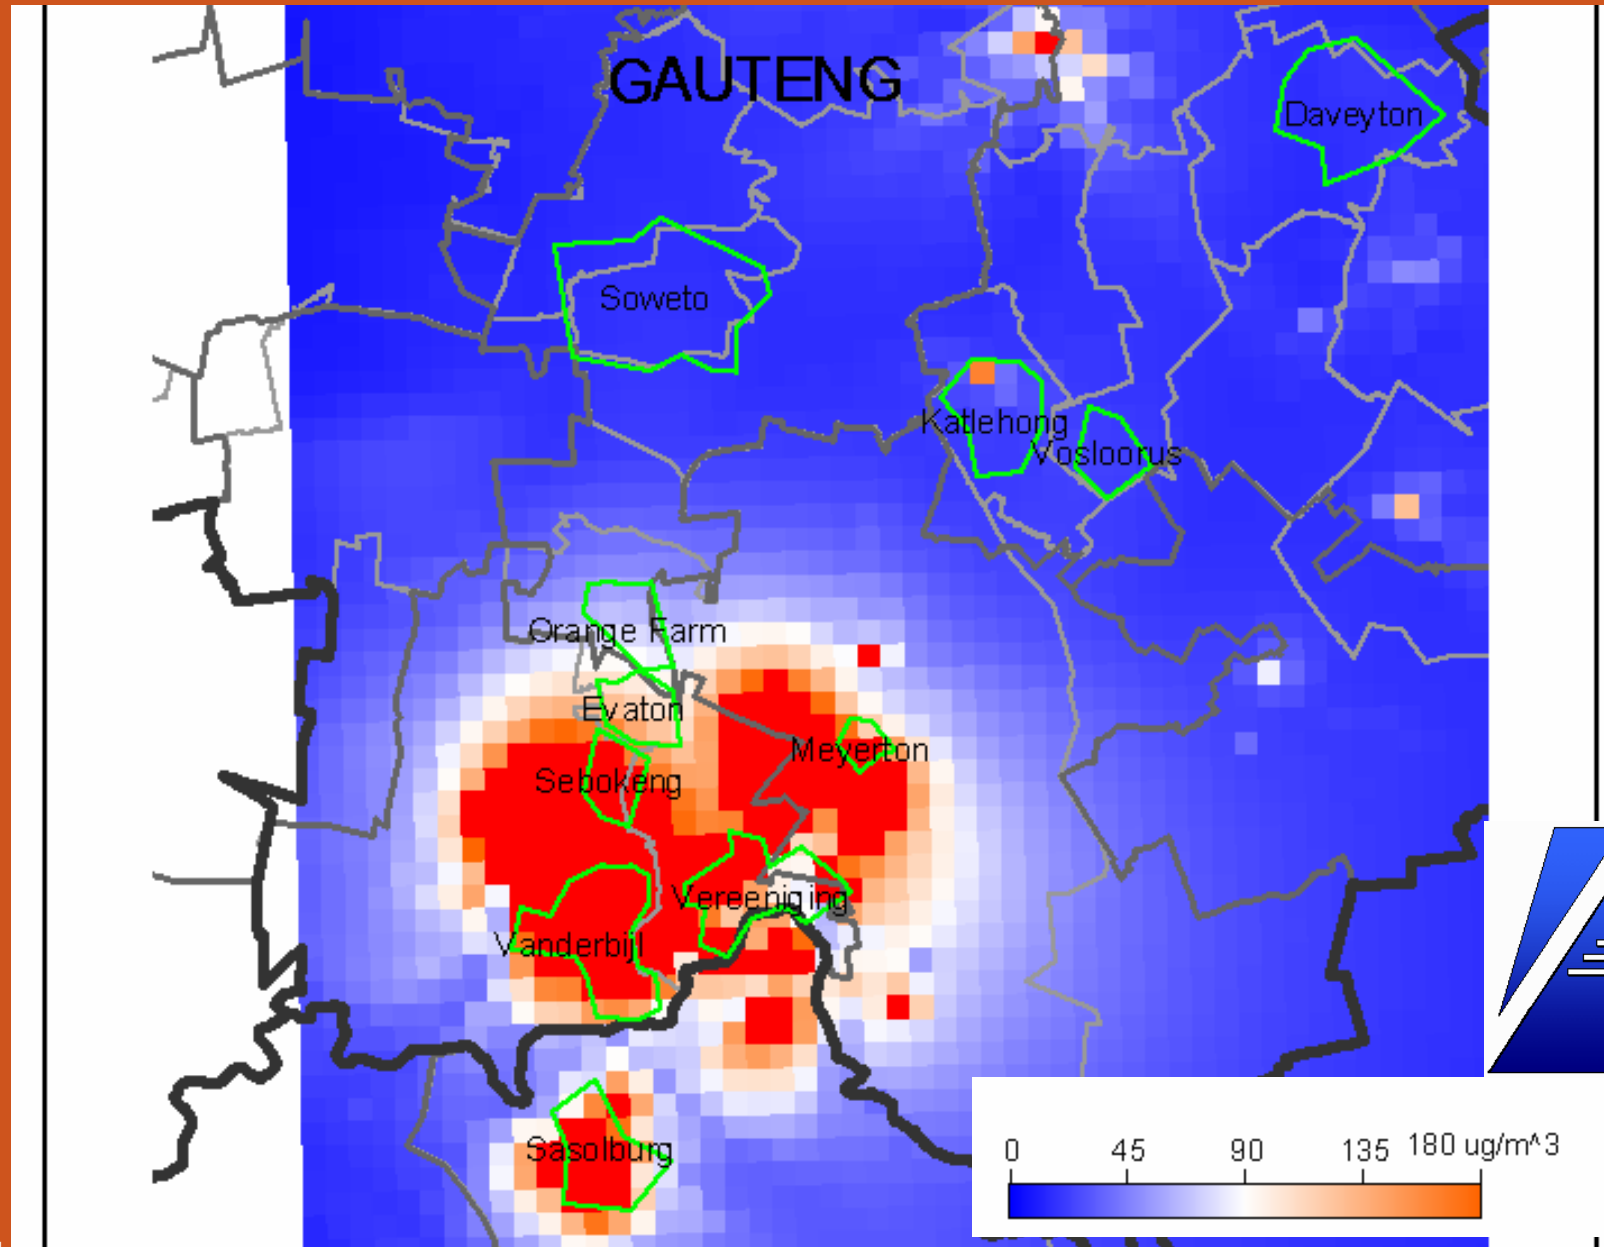 GAUTENG
Daveyton
Soweto
Katlehong
Vosloorus
Orange Farm
Evaton
Meyerton
Sebokeng
Vereeniging
Vanderbijl
Sasolburg
0 45 90 135 180 ug/m^3